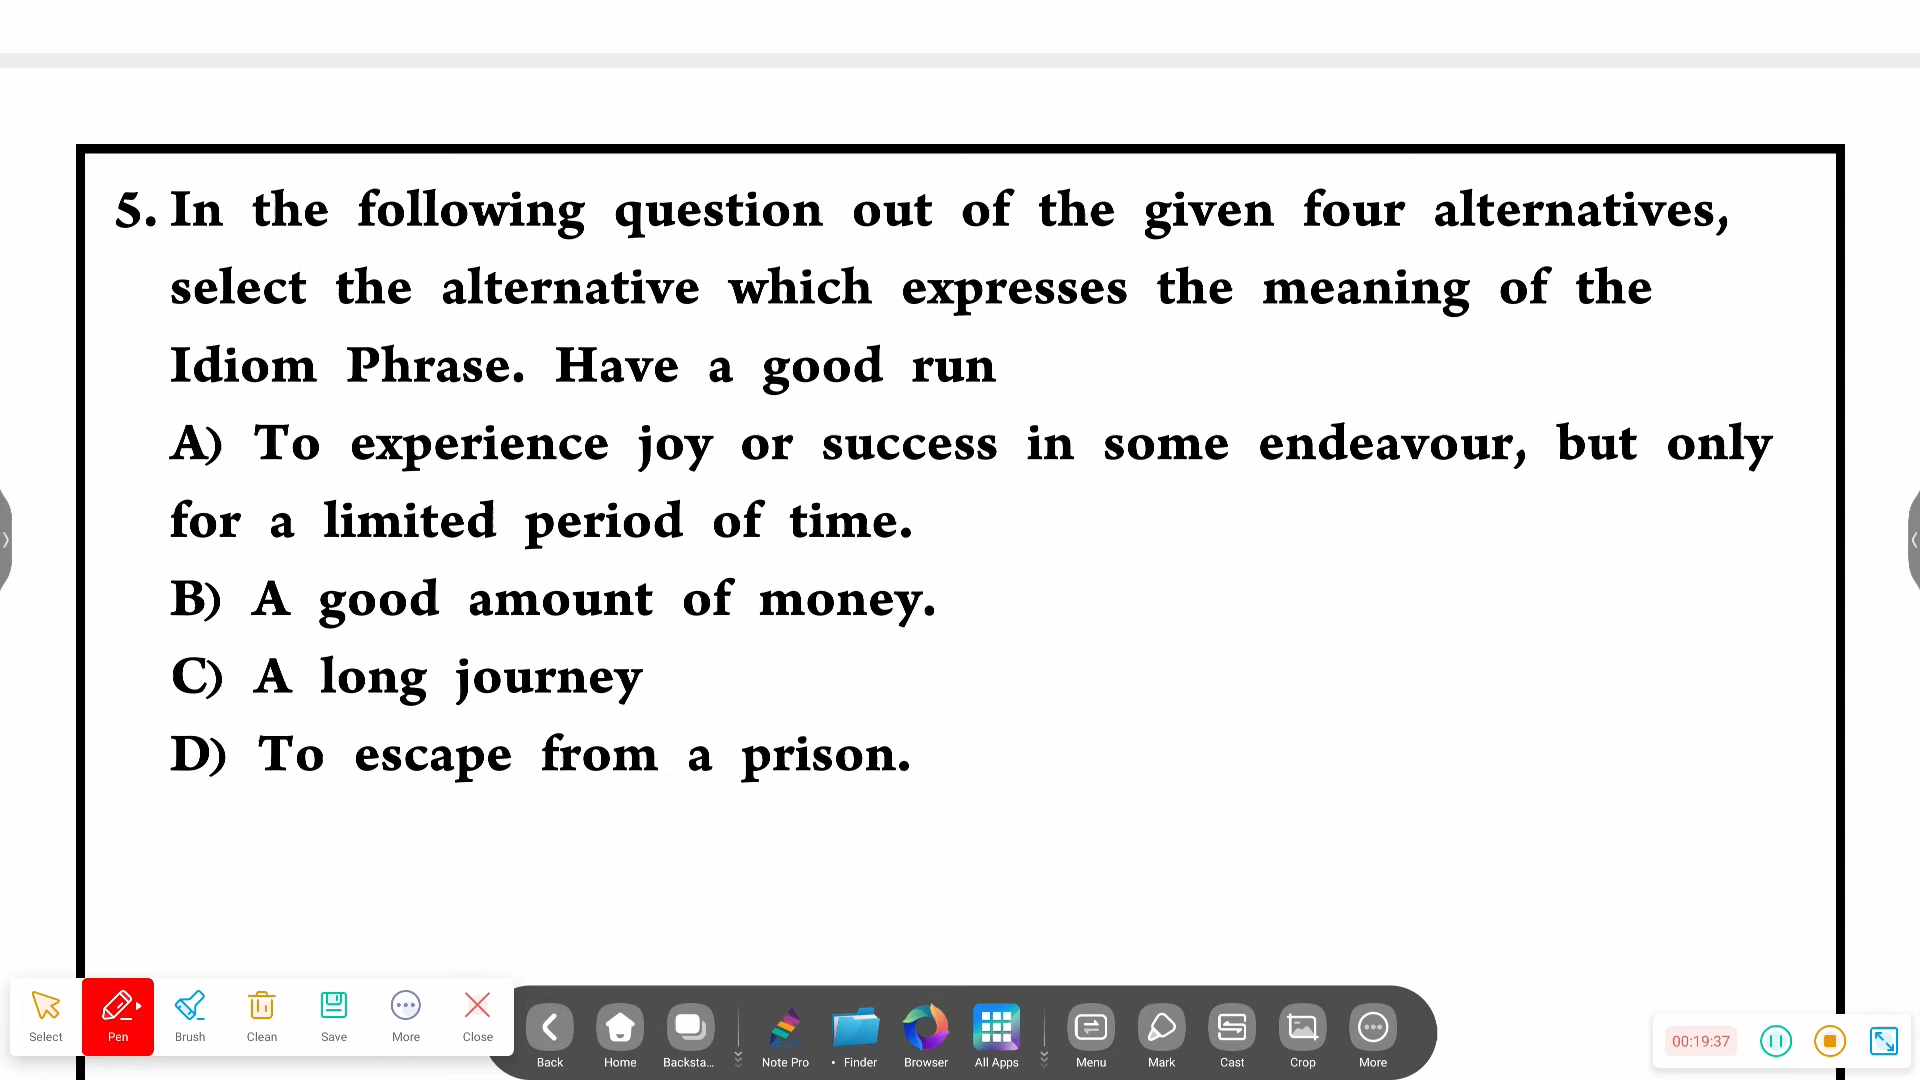 5. In the following question out of the given four alternatives,
select the alternative which expresses the meaning of the
Idiom Phrase. Have a good run
A) To experience joy or success in some endeavour, but only
for a limited period of time.
B) A good amount of money.
C) A long journey
D) To escape from a prison.
Select Pen Brush Clean Save More Close
Back Home Backsta... Note Pro • Finder Browser All Apps Menu Mark Cast Crop More
00:19:37